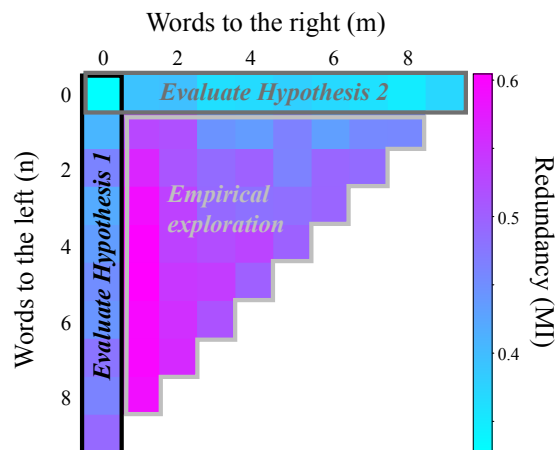 Words to the right (m)
0 2 4 6 8
0 2 4 6 8
Words to the left (n)
Evaluate Hypothesis 2
Evaluate Hypothesis 1
Empirical
exploration
0.6
0.5
0.4
Redundancy (MI)